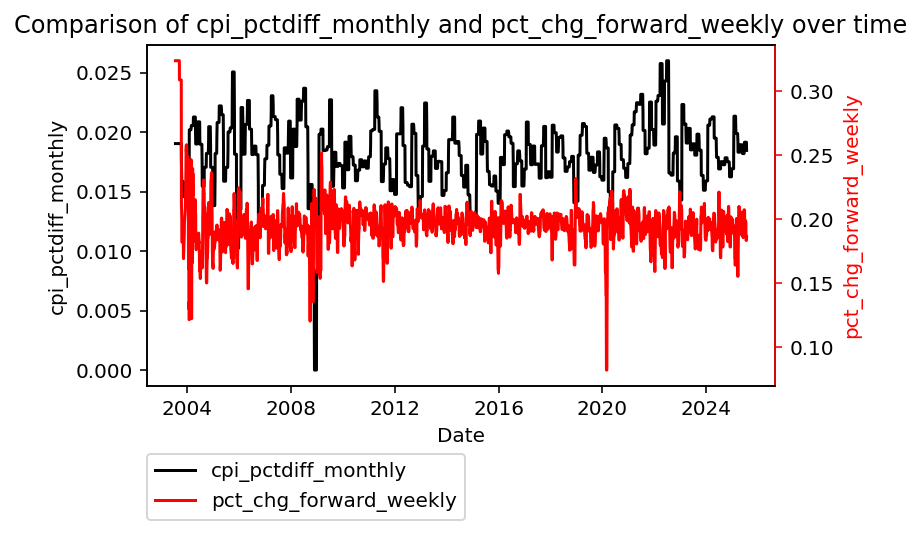 Comparison of cpi_pctdiff_monthly and pct_chg_forward_weekly over time
0.025
0.020
0.015
0.010
0.005
0.000
cpi_pctdiff_monthly
0.30
0.25
0.20
0.15
0.10
pct_chg_forward_weekly
2004 2008 2012 2016 2020 2024
Date
cpi_pctdiff_monthly
pct_chg_forward_weekly